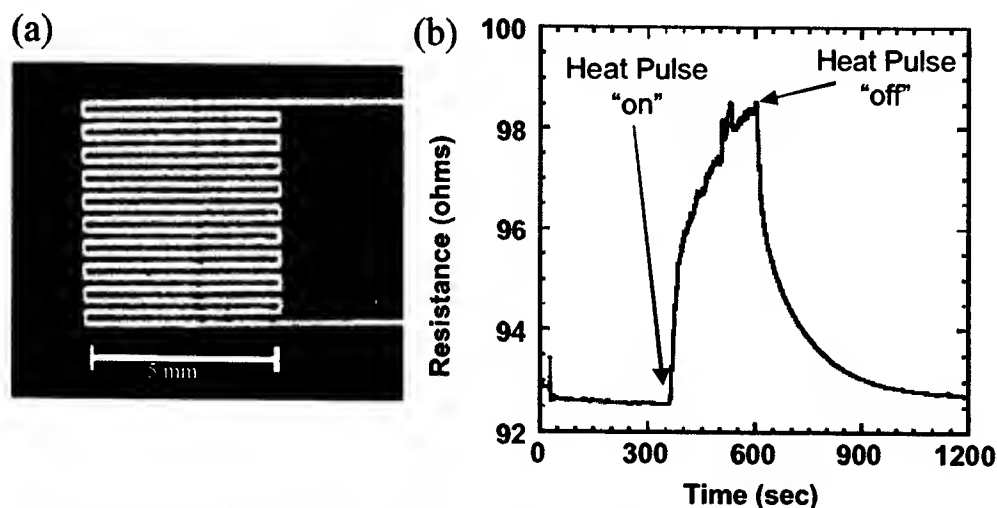 (a)
5 mm
(b)
Resistance (ohms)
100
98
96
94
92
Heat Pulse
“on”
Heat Pulse
“off”
0
300
600
900
1200
Time (sec)